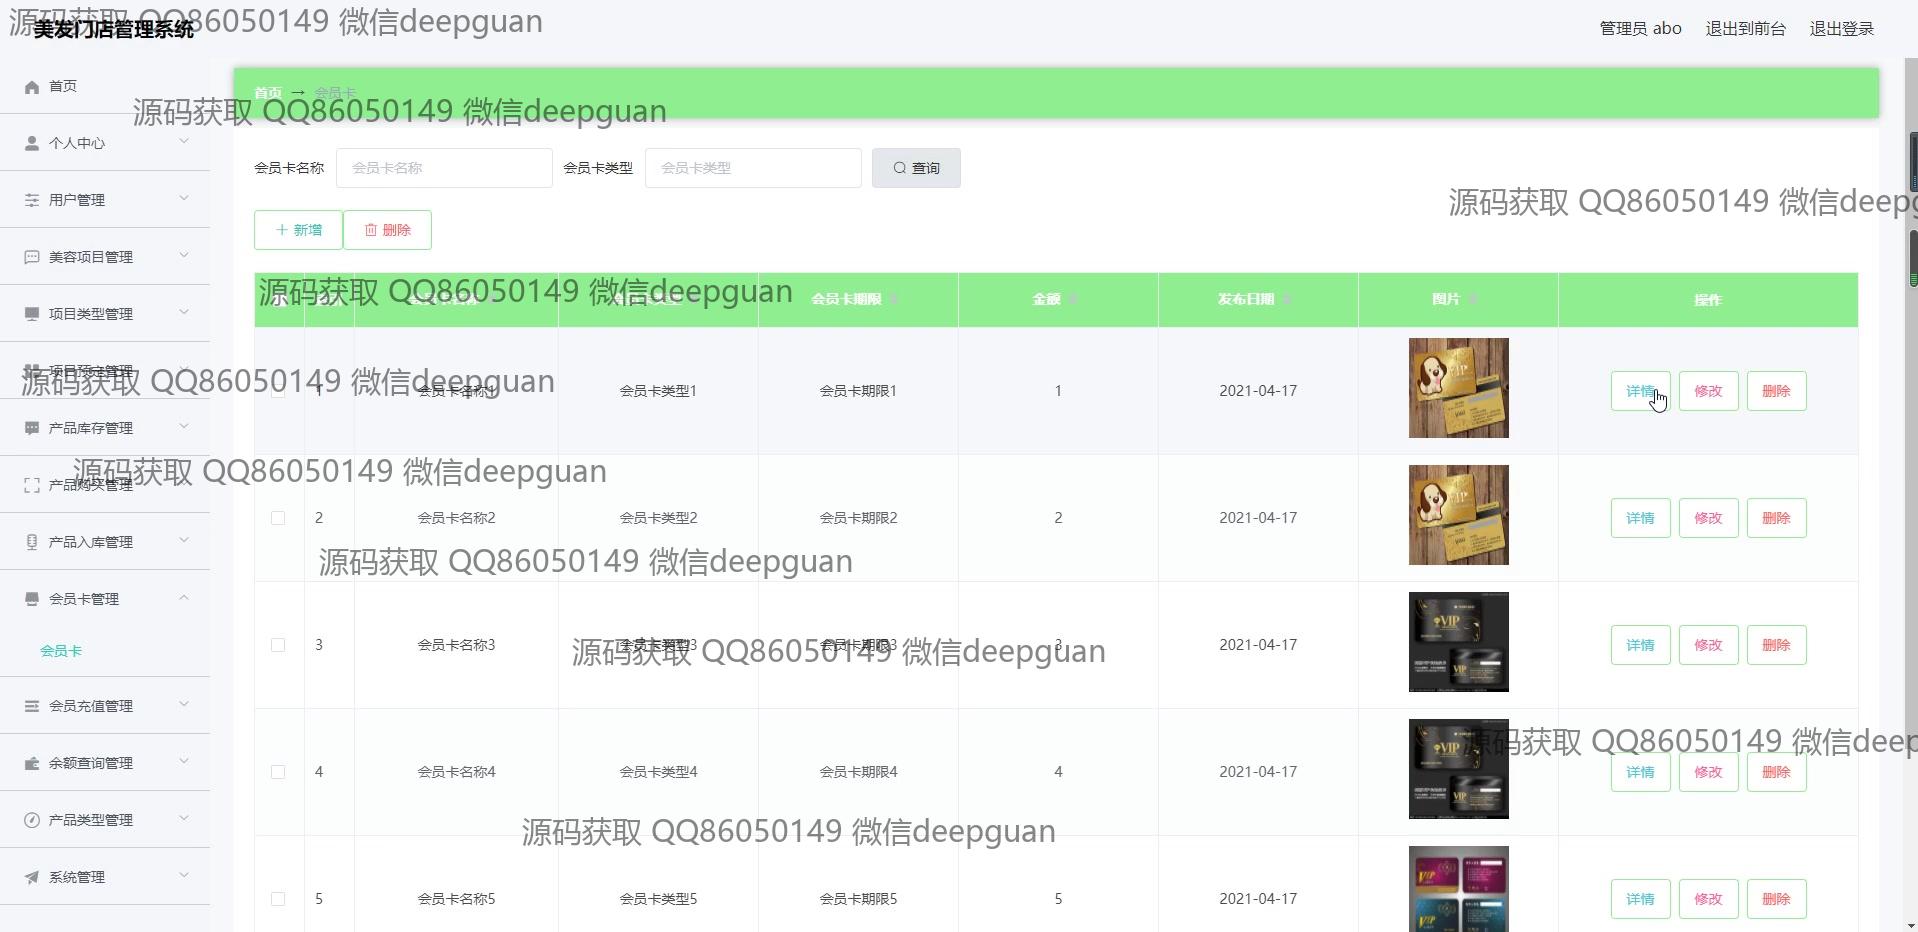 源码获取 QQ86050149 微信deepguan
美发门店管理系统
管理员 abo 退出到前台 退出登录
首页
个人中心
用户管理
美容项目管理
项目类型管理
项目预定管理
产品库存管理
产品购买管理
产品入库管理
会员卡管理
会员卡
会员充值管理
余额查询管理
产品类型管理
系统管理
首页 → 会员卡
源码获取 QQ86050149 微信deepguan
会员卡名称 会员卡名称 会员卡类型 会员卡类型 查询
源码获取 QQ86050149 微信deepg
新增 删除
源码获取 QQ86050149 微信deepguan
会员卡名称 会员卡类型 会员卡期限 金额 发布日期 图片 操作
源码获取 QQ86050149 微信deepguan
1 会员卡名称1 会员卡类型1 会员卡期限1 1 2021-04-17 详情 修改 删除
VIP
源码获取 QQ86050149 微信deepguan
2 会员卡名称2 会员卡类型2 会员卡期限2 2 2021-04-17 详情 修改 删除
VIP
源码获取 QQ86050149 微信deepguan
3 会员卡名称3 会员卡类型3 会员卡期限3 3 2021-04-17 详情 修改 删除
VIP
VIP
源码获取 QQ86050149 微信deepguan
源码获取 QQ86050149 微信deep
4 会员卡名称4 会员卡类型4 会员卡期限4 4 2021-04-17 详情 修改 删除
VIP
VIP
源码获取 QQ86050149 微信deepguan
5 会员卡名称5 会员卡类型5 会员卡期限5 5 2021-04-17 详情 修改 删除
VIP
VIP